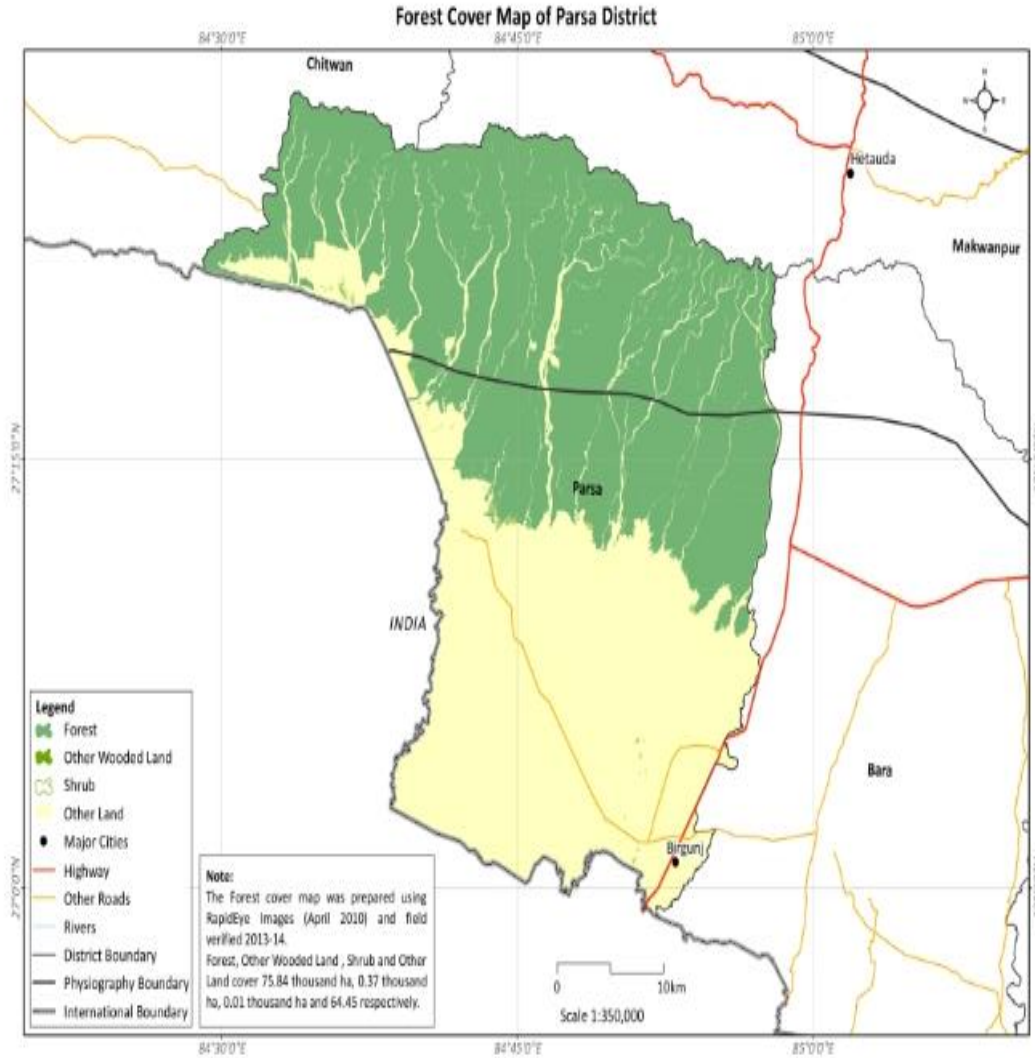 Forest Cover Map of Parsa District
84°30'0"E 84°45'0"E 85°0'0"E
Chitwan
N
W E
S
Hetauda
Makwanpur
27°15'0"N
Parsa
INDIA
Bara
Birgunj
27°0'0"N
Legend
Forest
Other Wooded Land
Shrub
Other Land
Major Cities
Highway
Other Roads
Rivers
District Boundary
Physiography Boundary
International Boundary
Note:
The Forest cover map was prepared using
RapidEye Images (April 2010) and field
verified 2013-14.
Forest, Other Wooded Land , Shrub and Other
Land cover 75.84 thousand ha, 0.37 thousand
ha, 0.01 thousand ha and 64.45 respectively.
0 10km
Scale 1:350,000
84°30'0"E 84°45'0"E 85°0'0"E